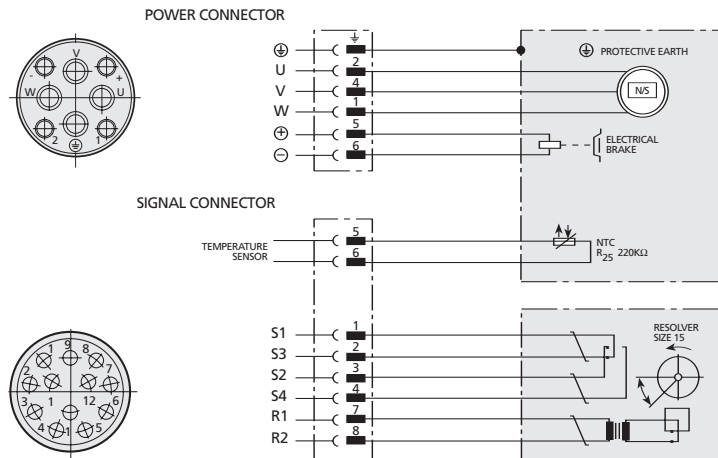 POWER CONNECTOR
V
- +
W U
2 1
U
V
W
2
4
1
5
6
PROTECTIVE EARTH
N/S
ELECTRICAL
BRAKE
SIGNAL CONNECTOR
TEMPERATURE
SENSOR
5
6
NTC
R25 220KΩ
1 9 8
2 7
3 1 12 6
4 1 5
S1 1
S3 2
S2 3
S4 4
R1 7
R2 8
RESOLVER
SIZE 15